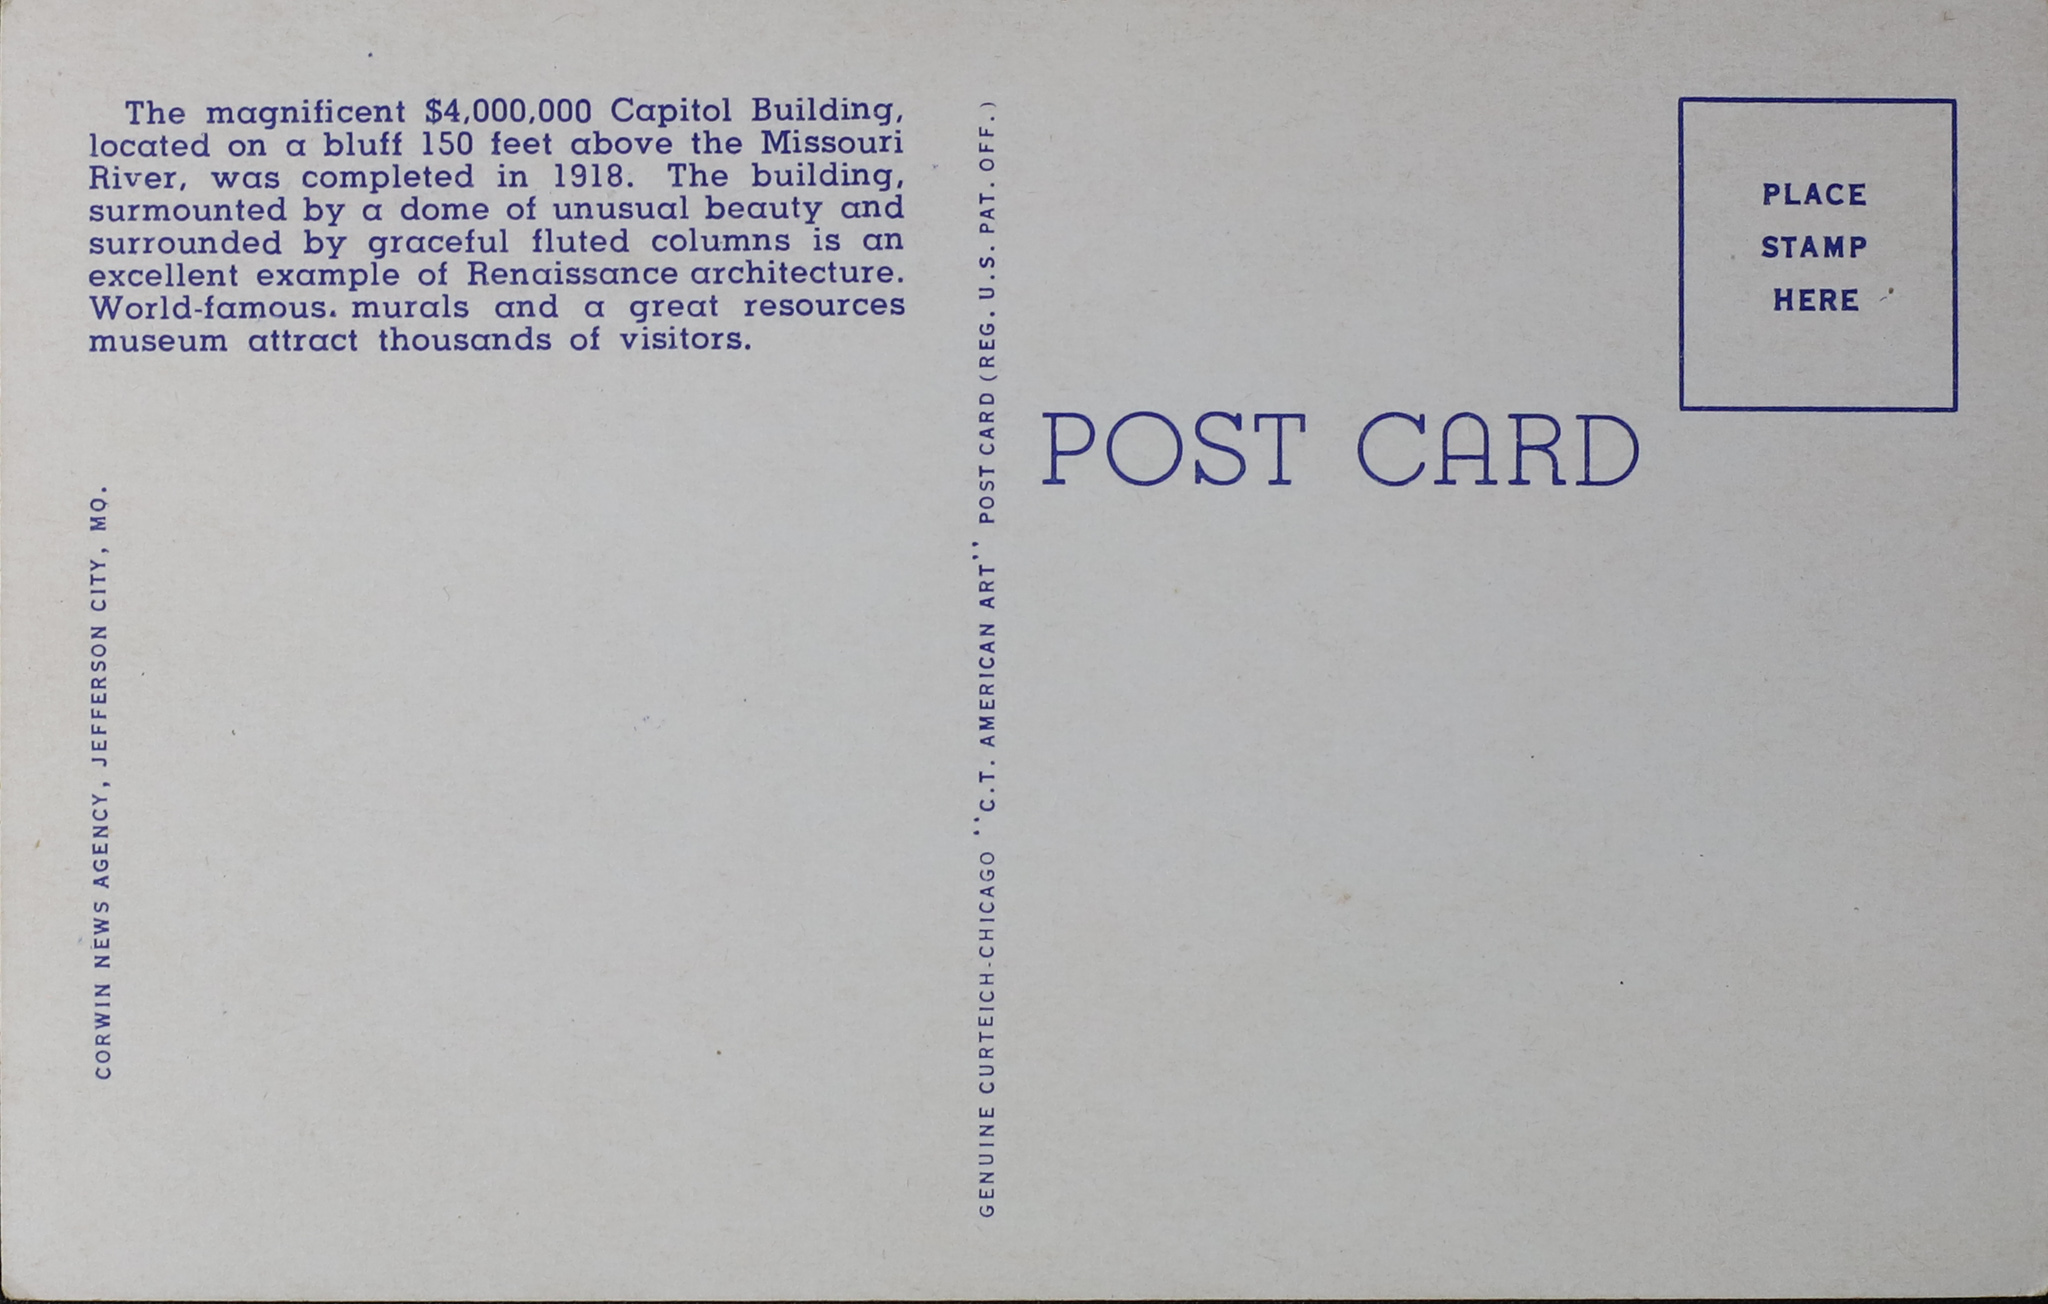 The magnificent $4,000,000 Capitol Building,
located on a bluff 150 feet above the Missouri
River, was completed in 1918. The building,
surmounted by a dome of unusual beauty and
surrounded by graceful fluted columns is an
excellent example of Renaissance architecture.
World-famous. murals and a great resources
museum attract thousands of visitors.
CORWIN NEWS AGENCY, JEFFERSON CITY, MO.
GENUINE CURTEICH-CHICAGO "C.T. AMERICAN ART" POST CARD (REG. U.S. PAT. OFF.)
POST CARD
PLACE
STAMP
HERE